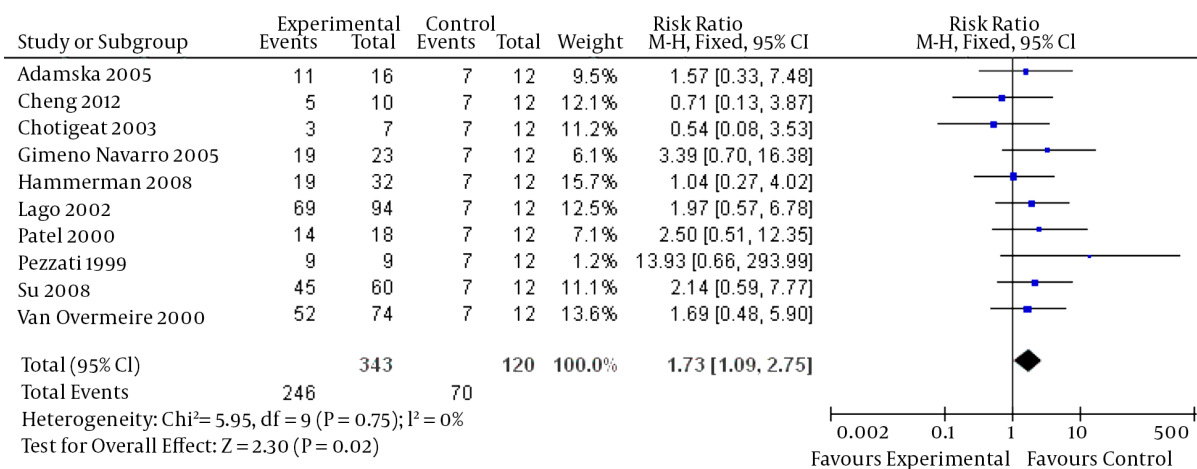 Experimental Control Risk Ratio Risk Ratio
Study or Subgroup Events Total Events Total Weight M-H, Fixed, 95% CI M-H, Fixed, 95% CI
Adamska 2005 11 16 7 12 9.5% 1.57 [0.33, 7.48]
Cheng 2012 5 10 7 12 12.1% 0.71 [0.13, 3.87]
Chotigeat 2003 3 7 7 12 11.2% 0.54 [0.08, 3.53]
Gimeno Navarro 2005 19 23 7 12 6.1% 3.39 [0.70, 16.38]
Hammerman 2008 19 32 7 12 15.7% 1.04 [0.27, 4.02]
Lago 2002 69 94 7 12 12.5% 1.97 [0.57, 6.78]
Patel 2000 14 18 7 12 7.1% 2.50 [0.51, 12.35]
Pezzati 1999 9 9 7 12 1.2% 13.93 [0.66, 293.99]
Su 2008 45 60 7 12 11.1% 2.14 [0.59, 7.77]
Van Overmeire 2000 52 74 7 12 13.6% 1.69 [0.48, 5.90]
Total (95% Cl) 343 120 100.0% 1.73 [1.09, 2.75]
Total Events 246 70
Heterogeneity: Chi²= 5.95, df = 9 (P = 0.75); l² = 0%
Test for Overall Effect: Z = 2.30 (P = 0.02)
0.002 0.1 1 10 500
Favours Experimental Favours Control